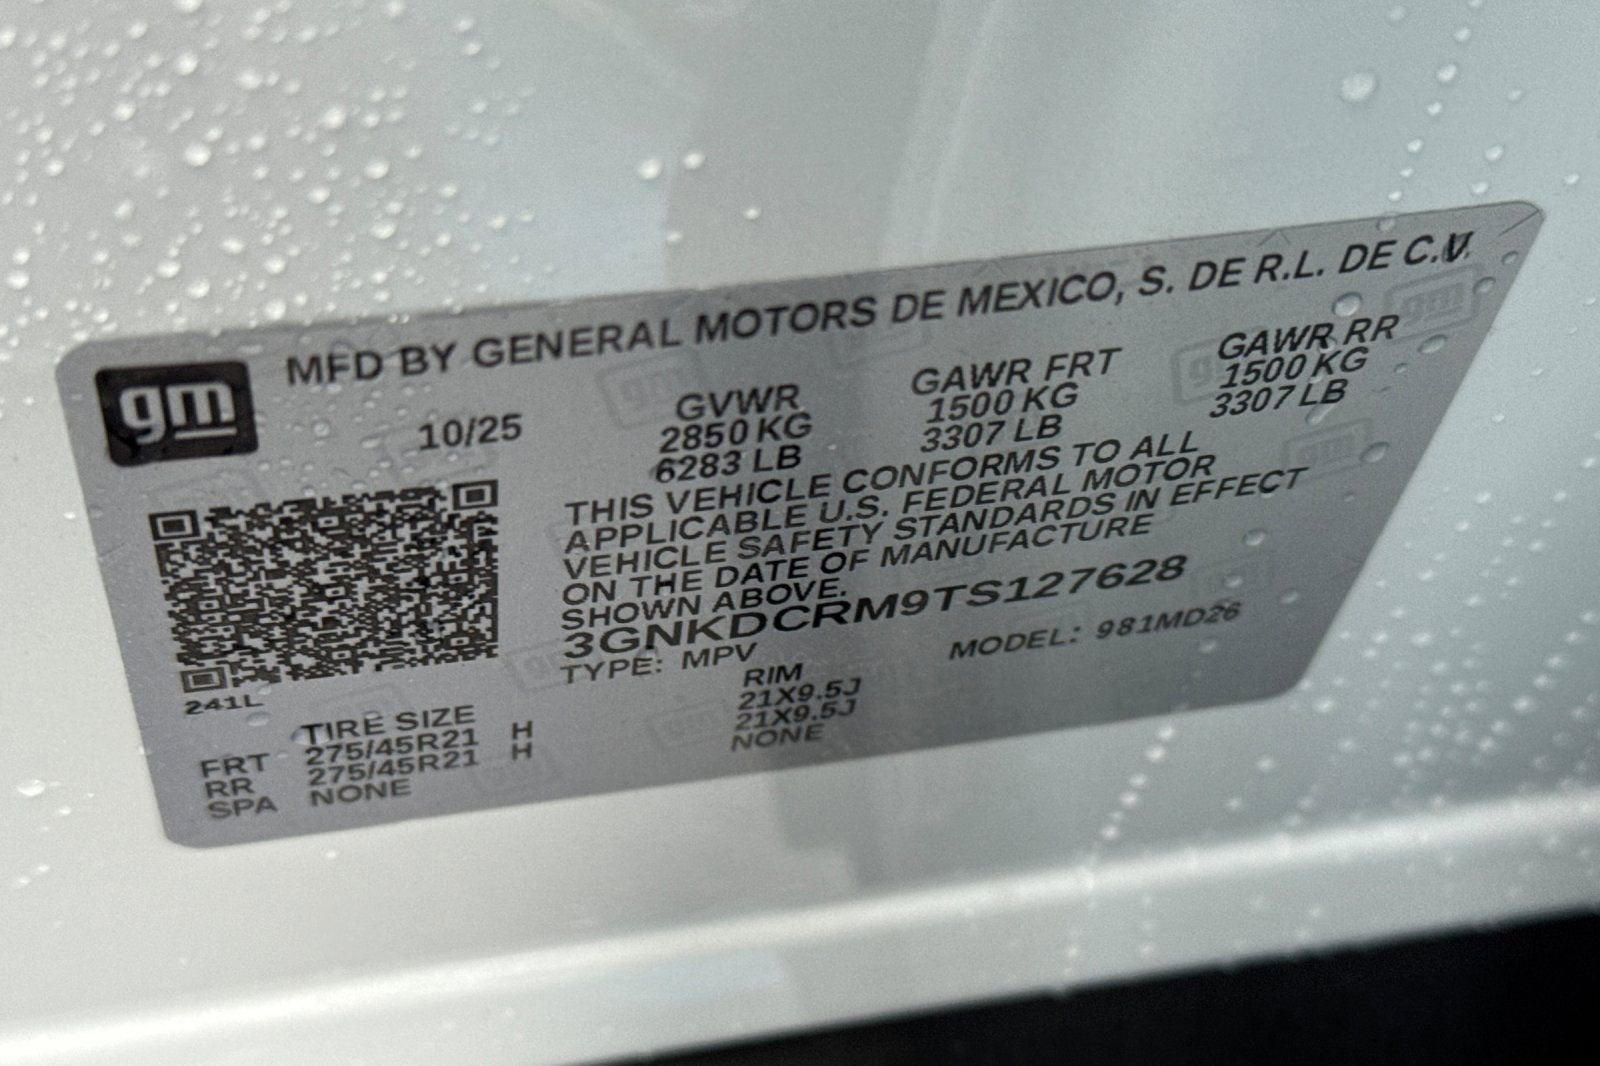 gm
MFD BY GENERAL MOTORS DE MEXICO, S. DE R.L. DE C.V.
10/25
GVWR GAWR FRT GAWR RR
2850 KG 1500 KG 1500 KG
6283 LB 3307 LB 3307 LB
THIS VEHICLE CONFORMS TO ALL
APPLICABLE U.S. FEDERAL MOTOR
VEHICLE SAFETY STANDARDS IN EFFECT
ON THE DATE OF MANUFACTURE
SHOWN ABOVE.
3GNKDCRM9TS127628
TYPE: MPV MODEL: 981MD26
241L
TIRE SIZE RIM
FRT 275/45R21 H 21X9.5J
RR 275/45R21 H 21X9.5J
SPA NONE NONE